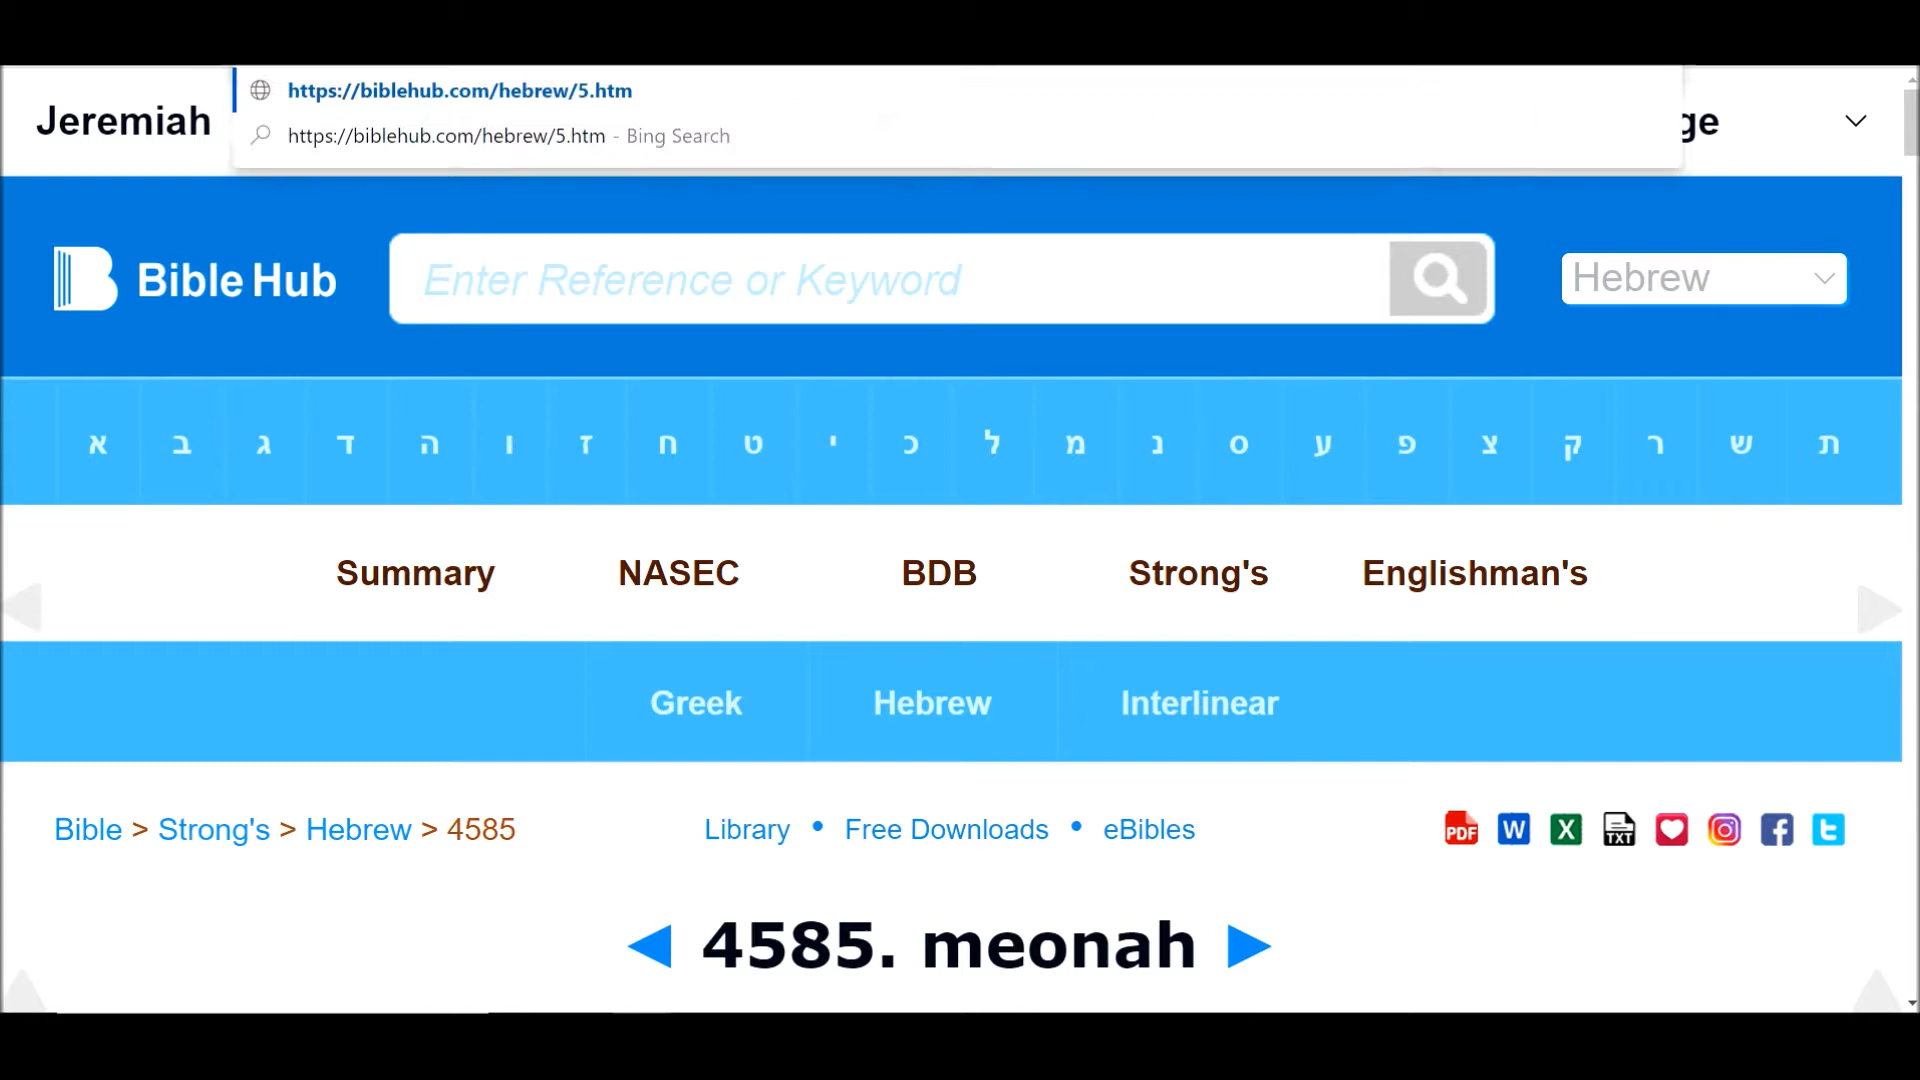 https://biblehub.com/hebrew/5.htm
Jeremiah
ge
https://biblehub.com/hebrew/5.htm - Bing Search
Bible Hub
Enter Reference or Keyword
Hebrew
א ב ג ד ה ו ז ח ט י כ ל מ נ ס ע פ צ ק ר ש ת
Summary NASEC BDB Strong's Englishman's
Greek Hebrew Interlinear
Bible > Strong's > Hebrew > 4585
Library • Free Downloads • eBibles
PDF W X TXT f t
◀ 4585. meonah ▶